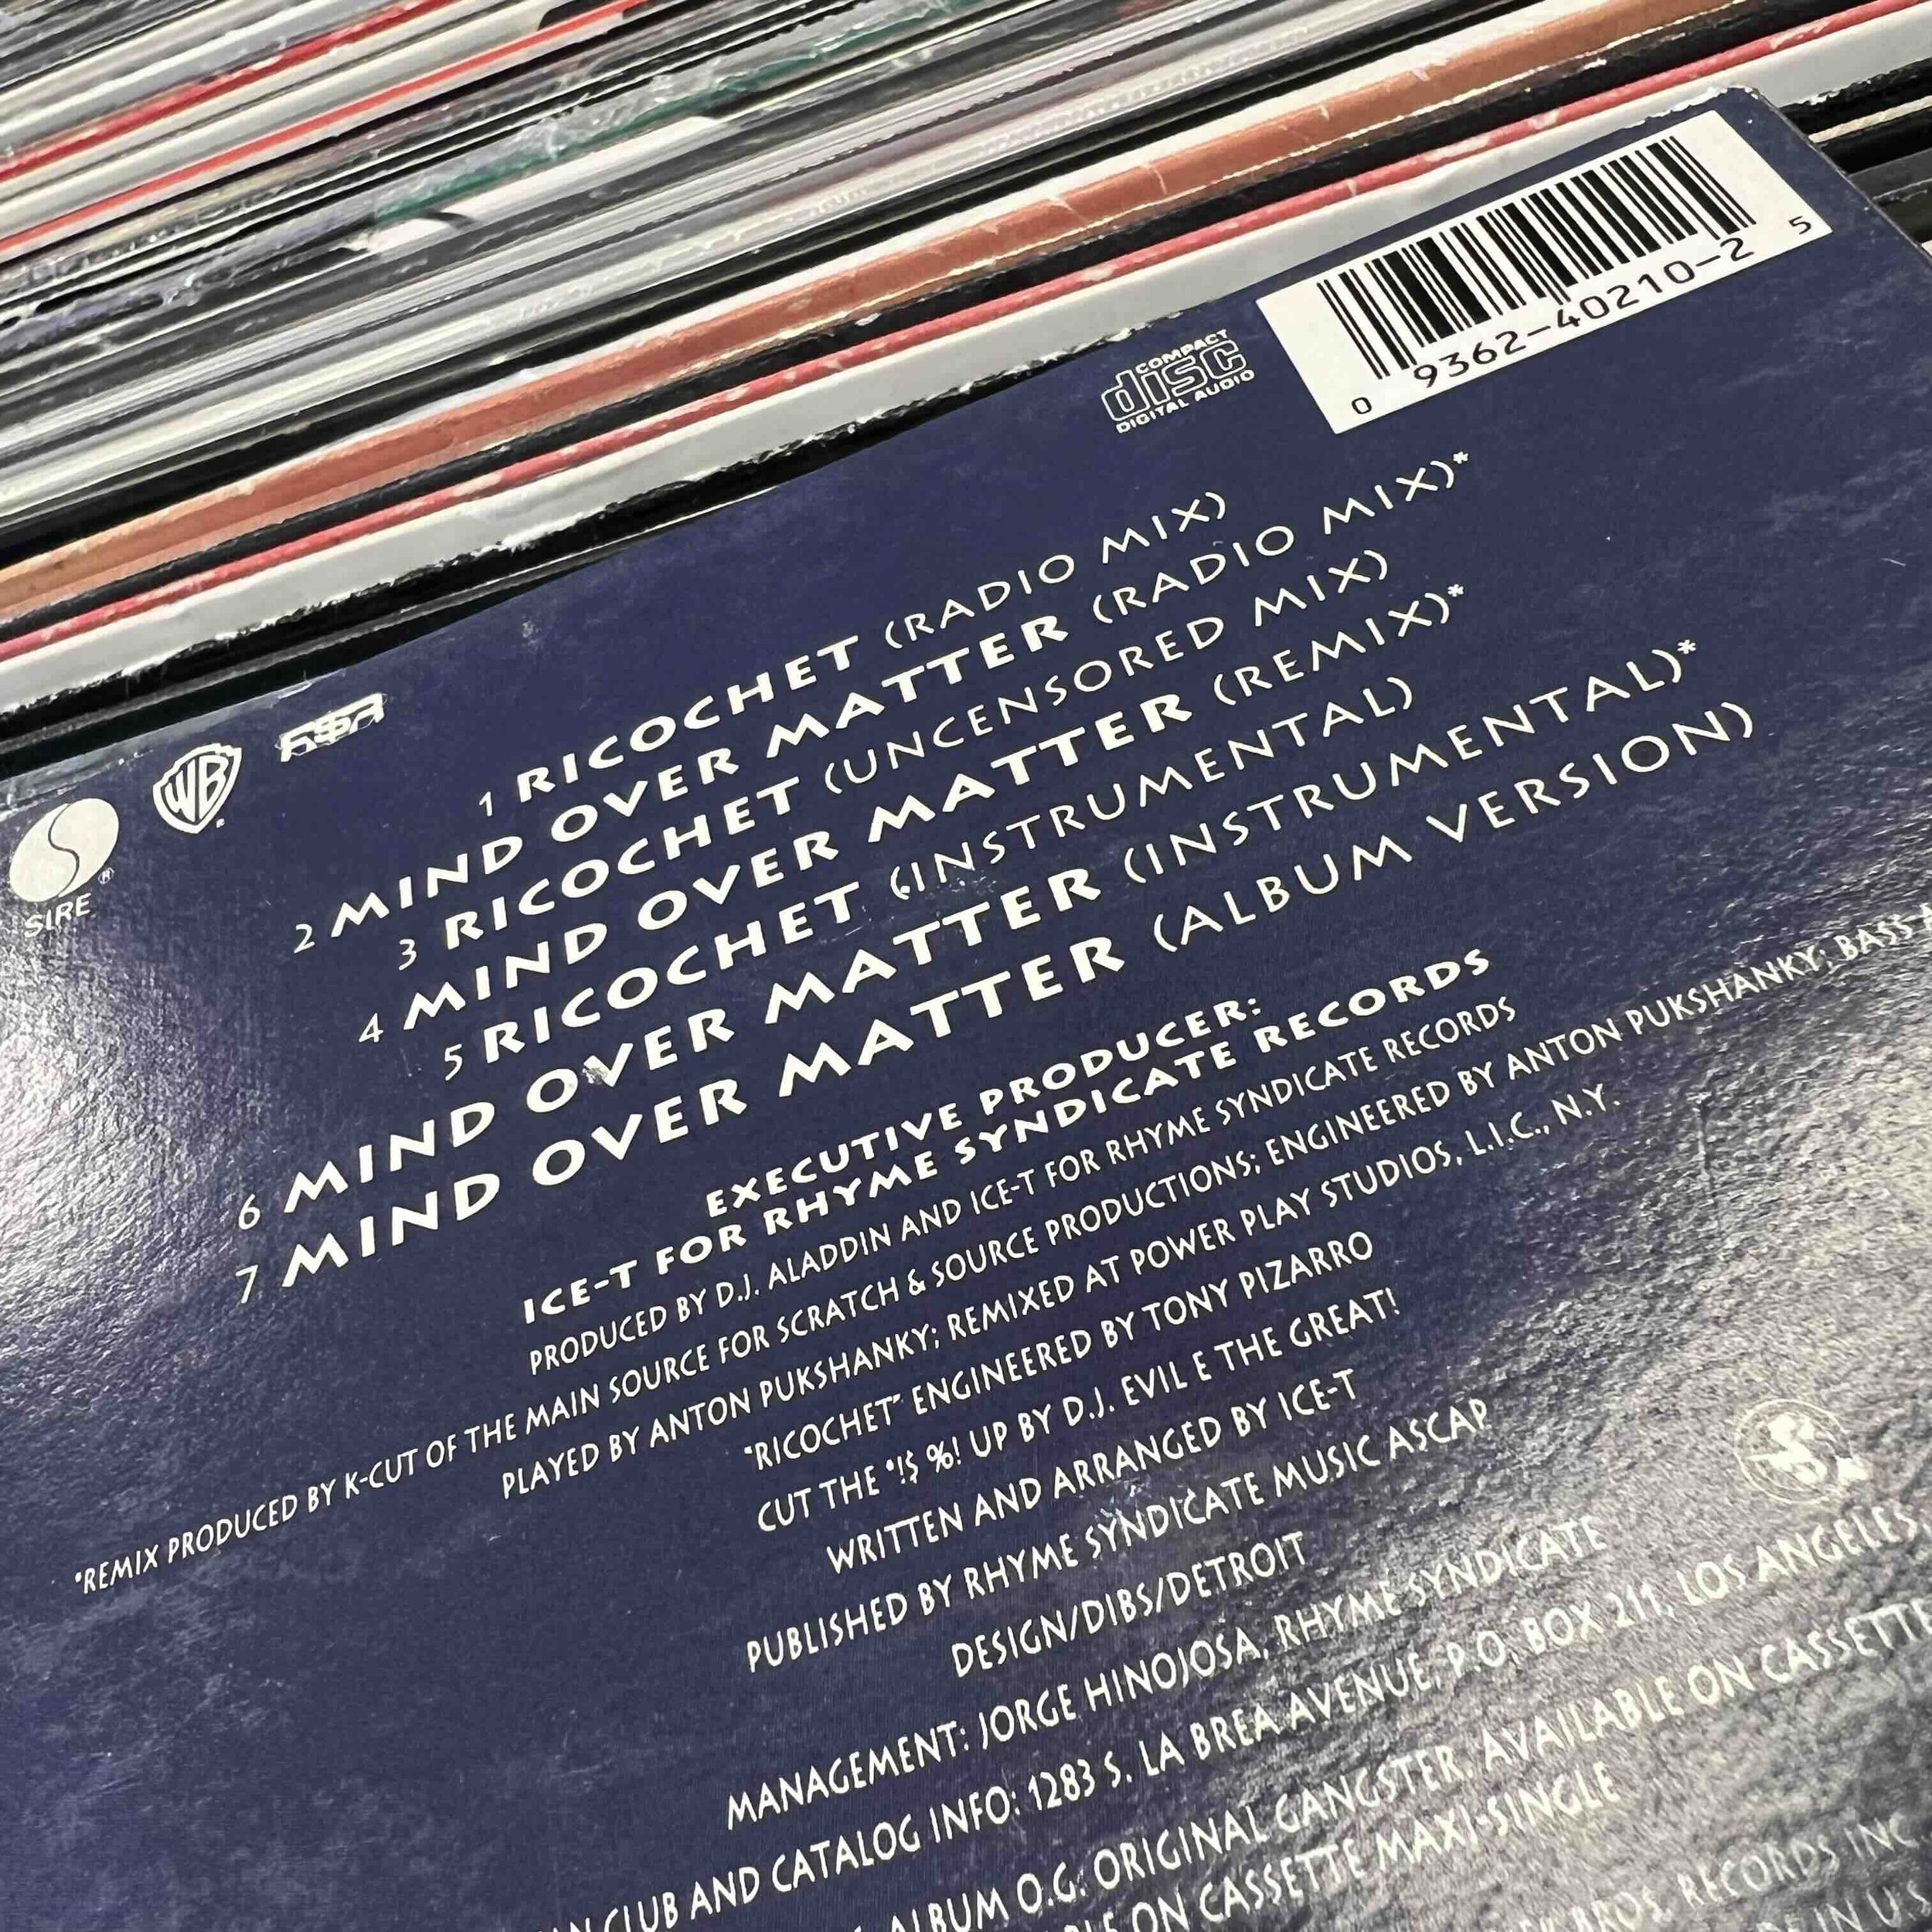 COMPACT
disc
DIGITAL AUDIO
0 9362-40210-2 5
SIRE
WB
1 RICOCHET (RADIO MIX)
2 MIND OVER MATTER (RADIO MIX)*
3 RICOCHET (UNCENSORED MIX)
4 MIND OVER MATTER (REMIX)*
5 RICOCHET (INSTRUMENTAL)
6 MIND OVER MATTER (INSTRUMENTAL)*
7 MIND OVER MATTER (ALBUM VERSION)
EXECUTIVE PRODUCER:
ICE-T FOR RHYME SYNDICATE RECORDS
PRODUCED BY D.J. ALADDIN AND ICE-T FOR RHYME SYNDICATE RECORDS
*REMIX PRODUCED BY K-CUT OF THE MAIN SOURCE FOR SCRATCH & SOURCE PRODUCTIONS; ENGINEERED BY ANTON PUKSHANKY; BASS
PLAYED BY ANTON PUKSHANKY; REMIXED AT POWER PLAY STUDIOS, L.I.C., N.Y.
"RICOCHET" ENGINEERED BY TONY PIZARRO
CUT THE *!$ %! UP BY D.J. EVIL E THE GREAT!
WRITTEN AND ARRANGED BY ICE-T
PUBLISHED BY RHYME SYNDICATE MUSIC ASCAP
DESIGN/DIBS/DETROIT
MANAGEMENT: JORGE HINOJOSA, RHYME SYNDICATE
CLUB AND CATALOG INFO: 1283 S. LA BREA AVENUE, P.O. BOX 211, LOS ANGELES
ALBUM O.G. ORIGINAL GANGSTER, AVAILABLE ON CASSETTE
ON CASSETTE MAXI-SINGLE
BROS. RECORDS INC
IN U.S